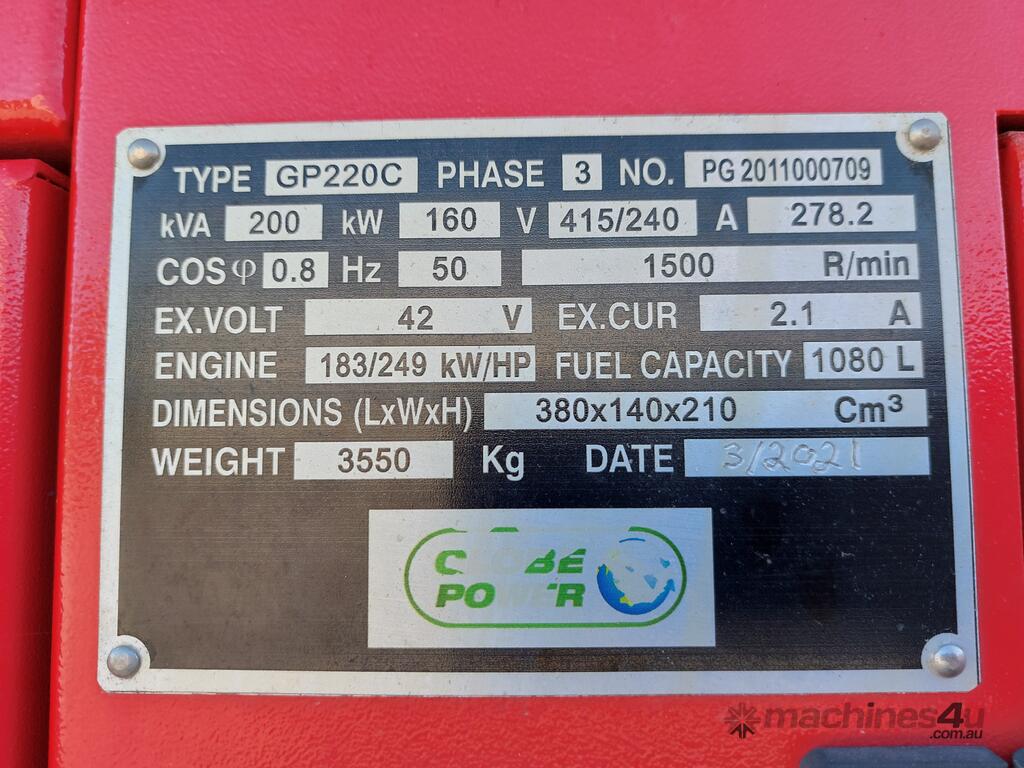 TYPE GP220C PHASE 3 NO. PG2011000709
kVA 200 kW 160 V 415/240 A 278.2
COS φ 0.8 Hz 50 1500 R/min
EX.VOLT 42 V EX.CUR 2.1 A
ENGINE 183/249 kW/HP FUEL CAPACITY 1080 L
DIMENSIONS (LxWxH) 380x140x210 Cm³
WEIGHT 3550 Kg DATE 3/2021
POWER
machines4u
.com.au